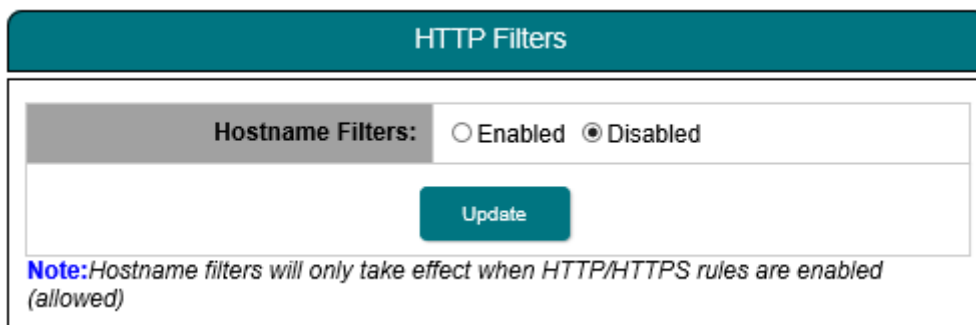 HTTP Filters
Hostname Filters: Enabled Disabled
Update
Note:Hostname filters will only take effect when HTTP/HTTPS rules are enabled
(allowed)